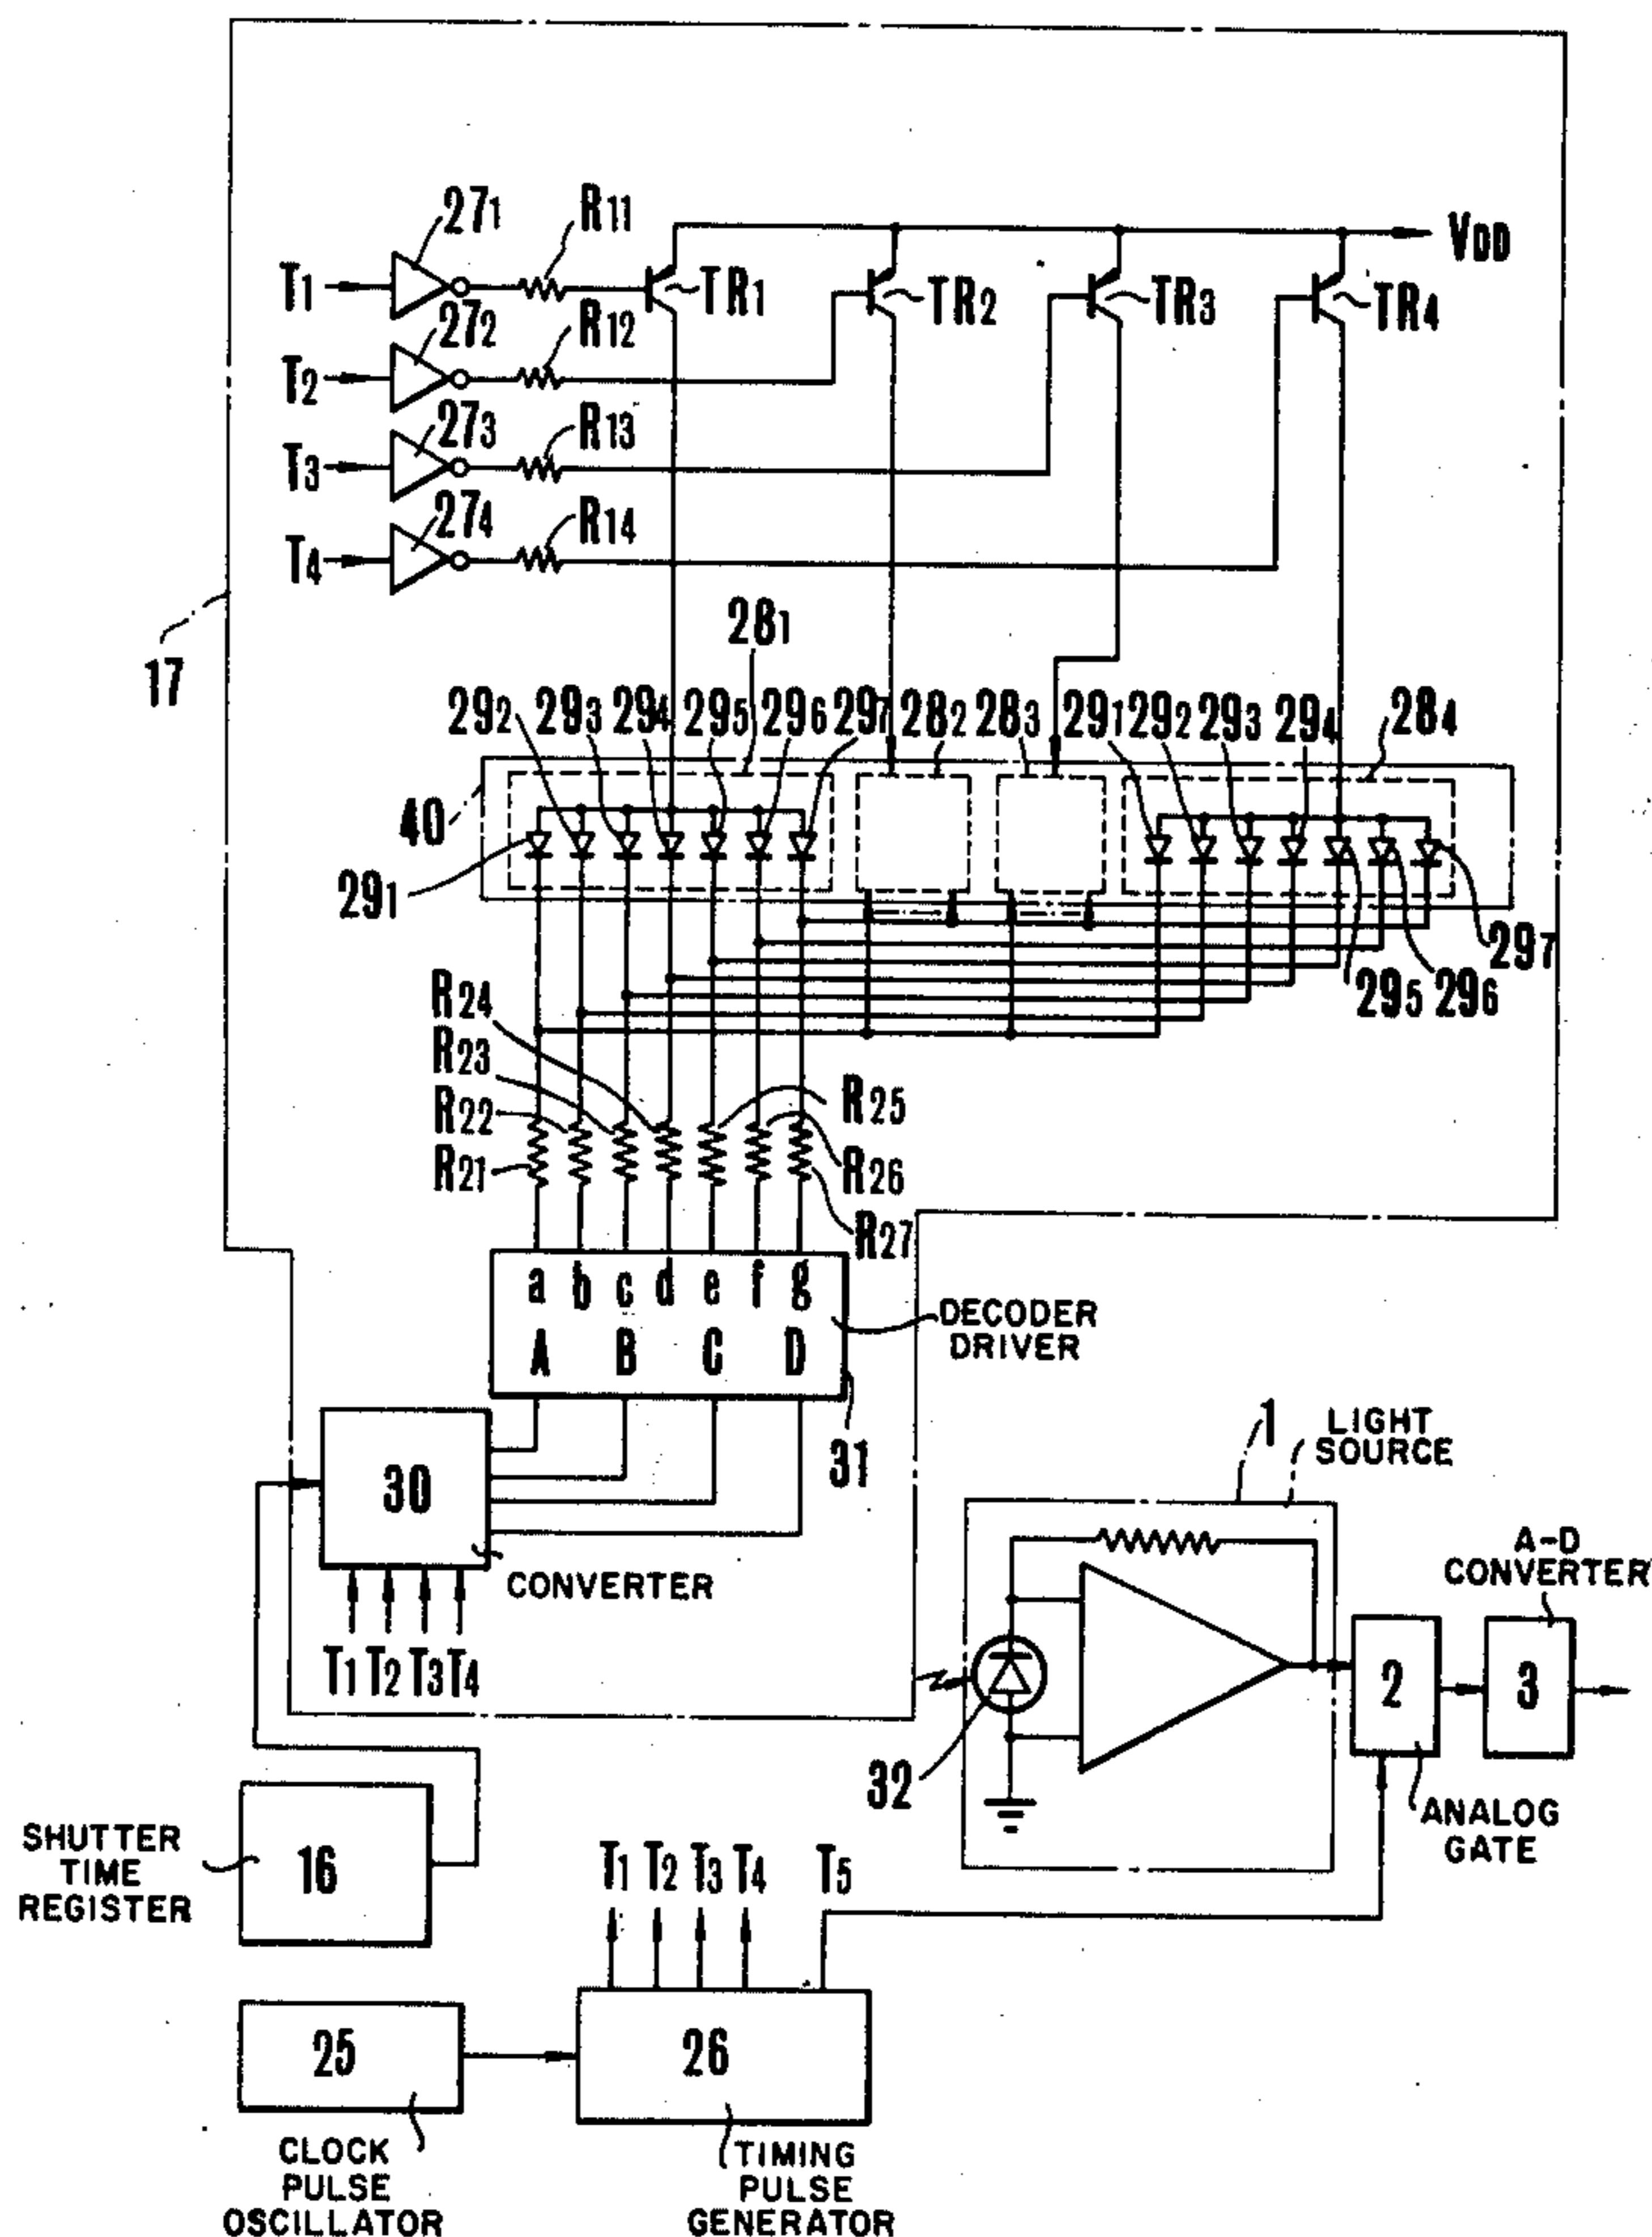 27₁ R₁₁
T₁ TR₁ TR₂ TR₃ TR₄ VDD
27₂ R₁₂
T₂
27₃ R₁₃
T₃
27₄ R₁₄
T₄
17
28₁
29₂ 29₃ 29₄ 29₅ 29₆ 29₇ 28₂ 28₃ 29₁ 29₂ 29₃ 29₄ 28₄
40
29₁
29₇
29₅ 29₆
R₂₄
R₂₃
R₂₂ R₂₅
R₂₁ R₂₆
R₂₇
a b c d e f g
A B C D
DECODER
DRIVER
31
30
CONVERTER
T₁ T₂ T₃ T₄
1 LIGHT
SOURCE
A-D
CONVERTER
2 3
32
ANALOG
GATE
SHUTTER
TIME
REGISTER
16
T₁ T₂ T₃ T₄ T₅
25 26
CLOCK
PULSE
OSCILLATOR
TIMING
PULSE
GENERATOR